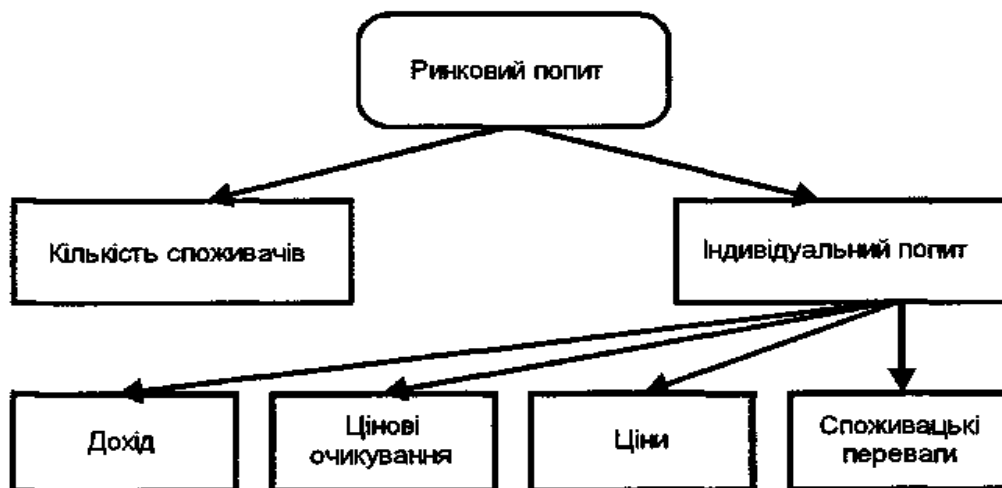 Ринковий попит
Кількість споживачів
Індивідуальний попит
Дохід
Цінові
очикування
Ціни
Споживацькі
переваги